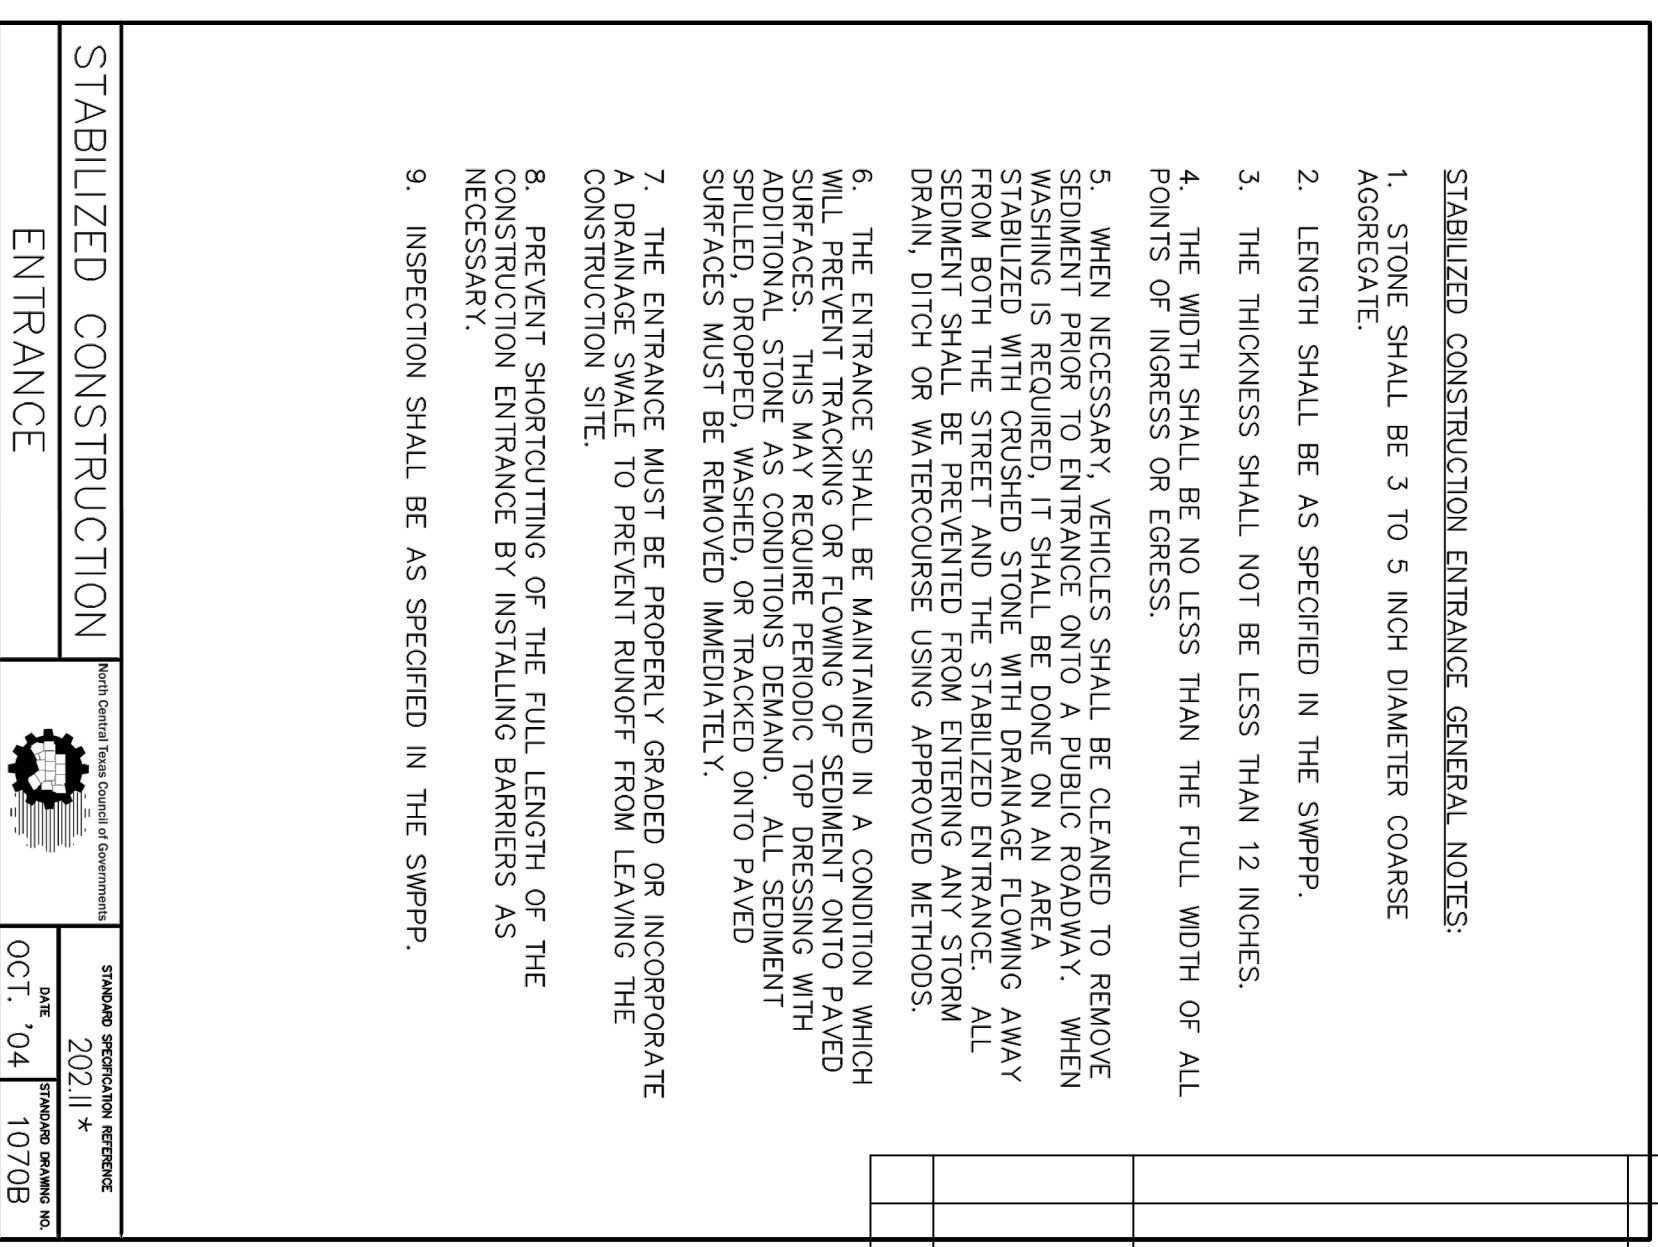 STABILIZED CONSTRUCTION ENTRANCE GENERAL NOTES:
1. STONE SHALL BE 3 TO 5 INCH DIAMETER COARSE
AGGREGATE.
2. LENGTH SHALL BE AS SPECIFIED IN THE SWPPP.
3. THE THICKNESS SHALL NOT BE LESS THAN 12 INCHES.
4. THE WIDTH SHALL BE NO LESS THAN THE FULL WIDTH OF ALL
POINTS OF INGRESS OR EGRESS.
5. WHEN NECESSARY, VEHICLES SHALL BE CLEANED TO REMOVE
SEDIMENT PRIOR TO ENTRANCE ONTO A PUBLIC ROADWAY. WHEN
WASHING IS REQUIRED, IT SHALL BE DONE ON AN AREA
STABILIZED WITH CRUSHED STONE WITH DRAINAGE FLOWING AWAY
FROM BOTH THE STREET AND THE STABILIZED ENTRANCE. ALL
SEDIMENT SHALL BE PREVENTED FROM ENTERING ANY STORM
DRAIN, DITCH OR WATERCOURSE USING APPROVED METHODS.
6. THE ENTRANCE SHALL BE MAINTAINED IN A CONDITION WHICH
WILL PREVENT TRACKING OR FLOWING OF SEDIMENT ONTO PAVED
SURFACES. THIS MAY REQUIRE PERIODIC TOP DRESSING WITH
ADDITIONAL STONE AS CONDITIONS DEMAND. ALL SEDIMENT
SPILLED, DROPPED, WASHED, OR TRACKED ONTO PAVED
SURFACES MUST BE REMOVED IMMEDIATELY.
7. THE ENTRANCE MUST BE PROPERLY GRADED OR INCORPORATE
A DRAINAGE SWALE TO PREVENT RUNOFF FROM LEAVING THE
CONSTRUCTION SITE.
8. PREVENT SHORTCUTTING OF THE FULL LENGTH OF THE
CONSTRUCTION ENTRANCE BY INSTALLING BARRIERS AS
NECESSARY.
9. INSPECTION SHALL BE AS SPECIFIED IN THE SWPPP.
STABILIZED CONSTRUCTION
ENTRANCE
North Central Texas Council of Governments
STANDARD SPECIFICATION REFERENCE
202.11*
DATE
OCT. '04
STANDARD DRAWING NO.
1070B